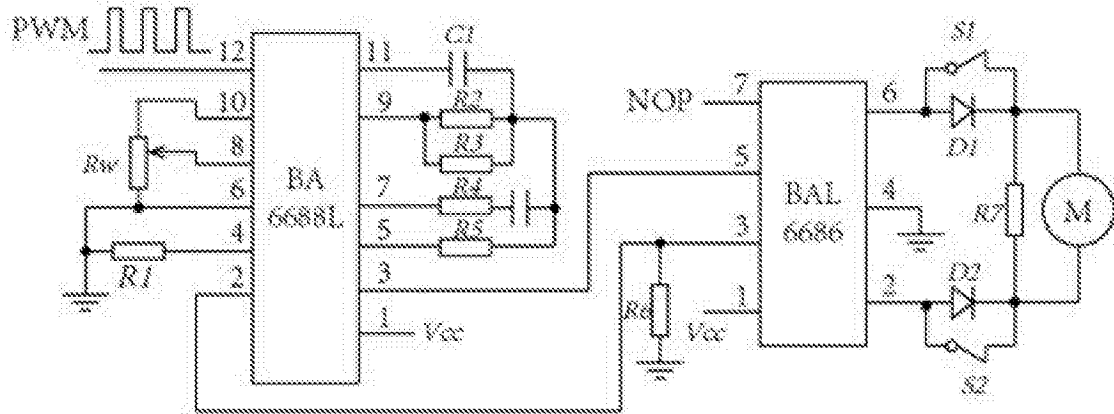 PWM
12
10
8
6
4
2
Rw
R1
BA
6688L
11
9
7
5
3
1
C1
R2
R3
R4
R5
Vcc
NOP
7
5
3
1
R6
Vcc
BAL
6686
6
4
2
S1
D1
R7
M
D2
S2